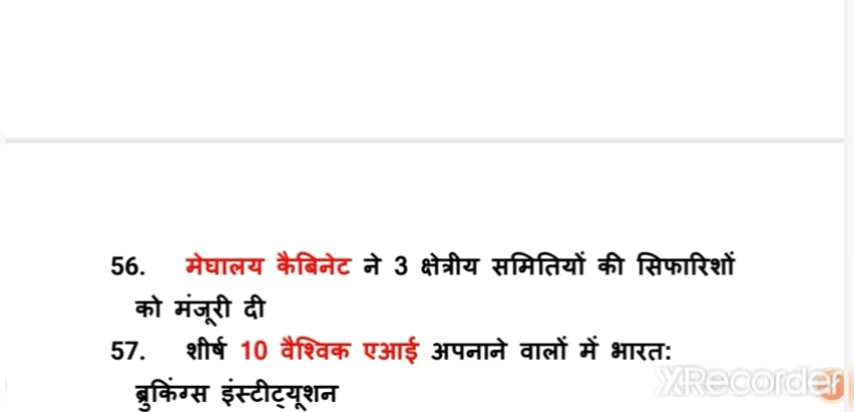 56. मेघालय कैबिनेट ने 3 क्षेत्रीय समितियों की सिफारिशों
को मंजूरी दी
57. शीर्ष 10 वैश्विक एआई अपनाने वालों में भारत:
ब्रुकिंग्स इंस्टीट्यूशन
XRecorder